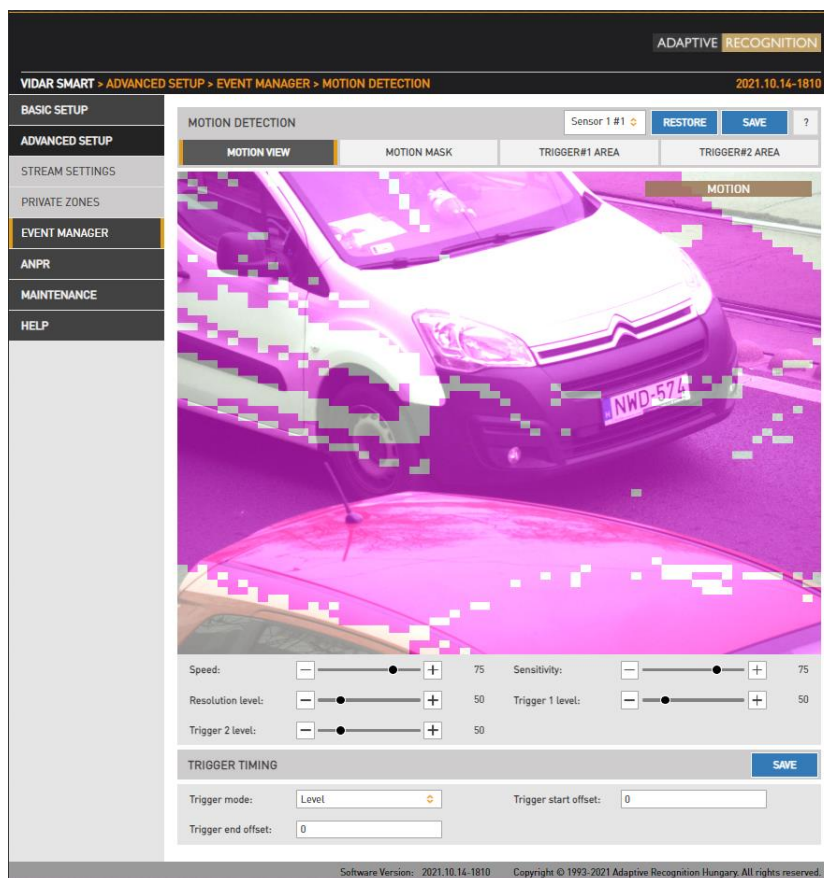 ADAPTIVE RECOGNITION
VIDAR SMART > ADVANCED SETUP > EVENT MANAGER > MOTION DETECTION
2021.10.14-1810
BASIC SETUP
ADVANCED SETUP
STREAM SETTINGS
PRIVATE ZONES
EVENT MANAGER
ANPR
MAINTENANCE
HELP
MOTION DETECTION
Sensor 1 #1
RESTORE
SAVE
?
MOTION VIEW
MOTION MASK
TRIGGER#1 AREA
TRIGGER#2 AREA
MOTION
H
NWD-574
Speed:
75
Sensitivity:
75
Resolution level:
50
Trigger 1 level:
50
Trigger 2 level:
50
TRIGGER TIMING
SAVE
Trigger mode:
Level
Trigger start offset:
0
Trigger end offset:
0
Software Version: 2021.10.14-1810
Copyright © 1993-2021 Adaptive Recognition Hungary. All rights reserved.